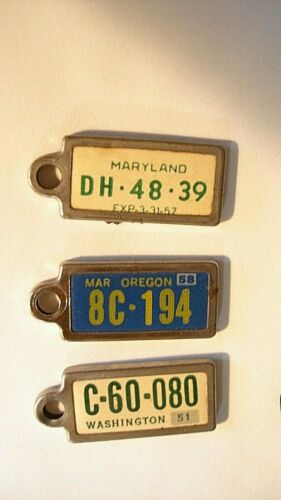 MARYLAND
DH·48·39
EXP-3-31-57
MAR OREGON 58
8C·194
C-60-080
WASHINGTON 51